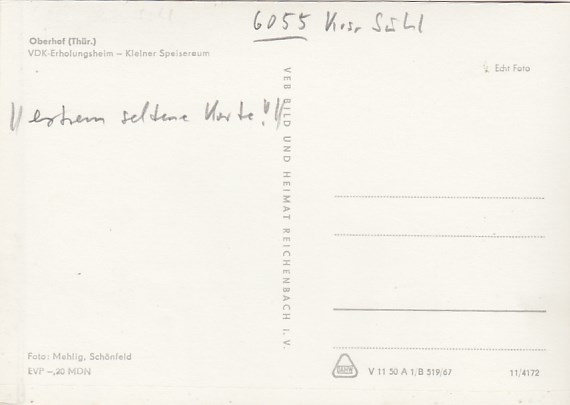 6055 Krs. Suhl
Oberhof (Thür.)
VDK-Erholungsheim – Kleiner Speiseraum
Echt Foto
!! extrem seltene Karte!!
VEB BILD UND HEIMAT REICHENBACH I. V.
Foto: Mehlig, Schönfeld
EVP –,20 MDN
V 11 50 A 1/B 519/67
11/4172